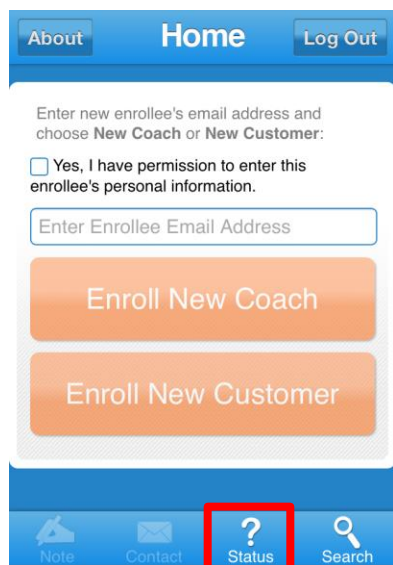 About Home Log Out
Enter new enrollee's email address and
choose New Coach or New Customer:
Yes, I have permission to enter this
enrollee's personal information.
Enter Enrollee Email Address
Enroll New Coach
Enroll New Customer
? 
Note Contact Status Search